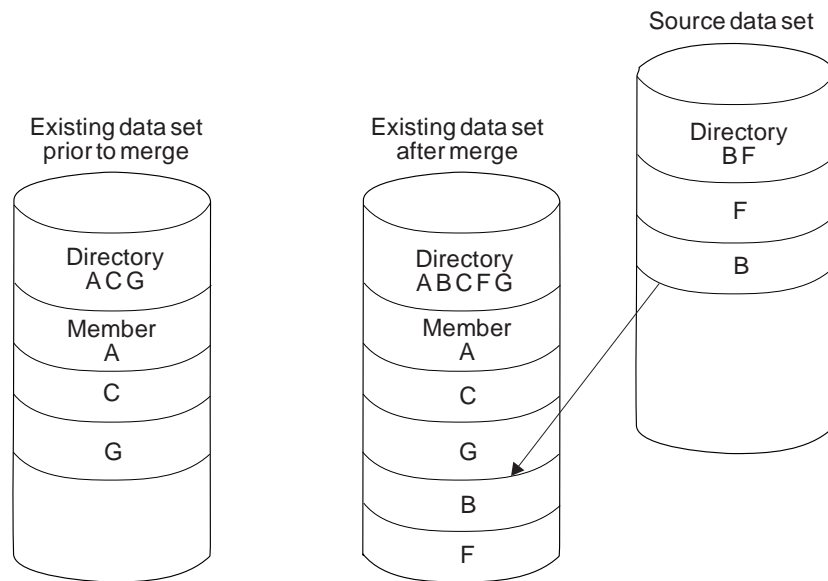 Source data set
Directory
B F
F
B
Existing data set
prior to merge
Directory
A C G
Member
A
C
G
Existing data set
after merge
Directory
A B C F G
Member
A
C
G
B
F